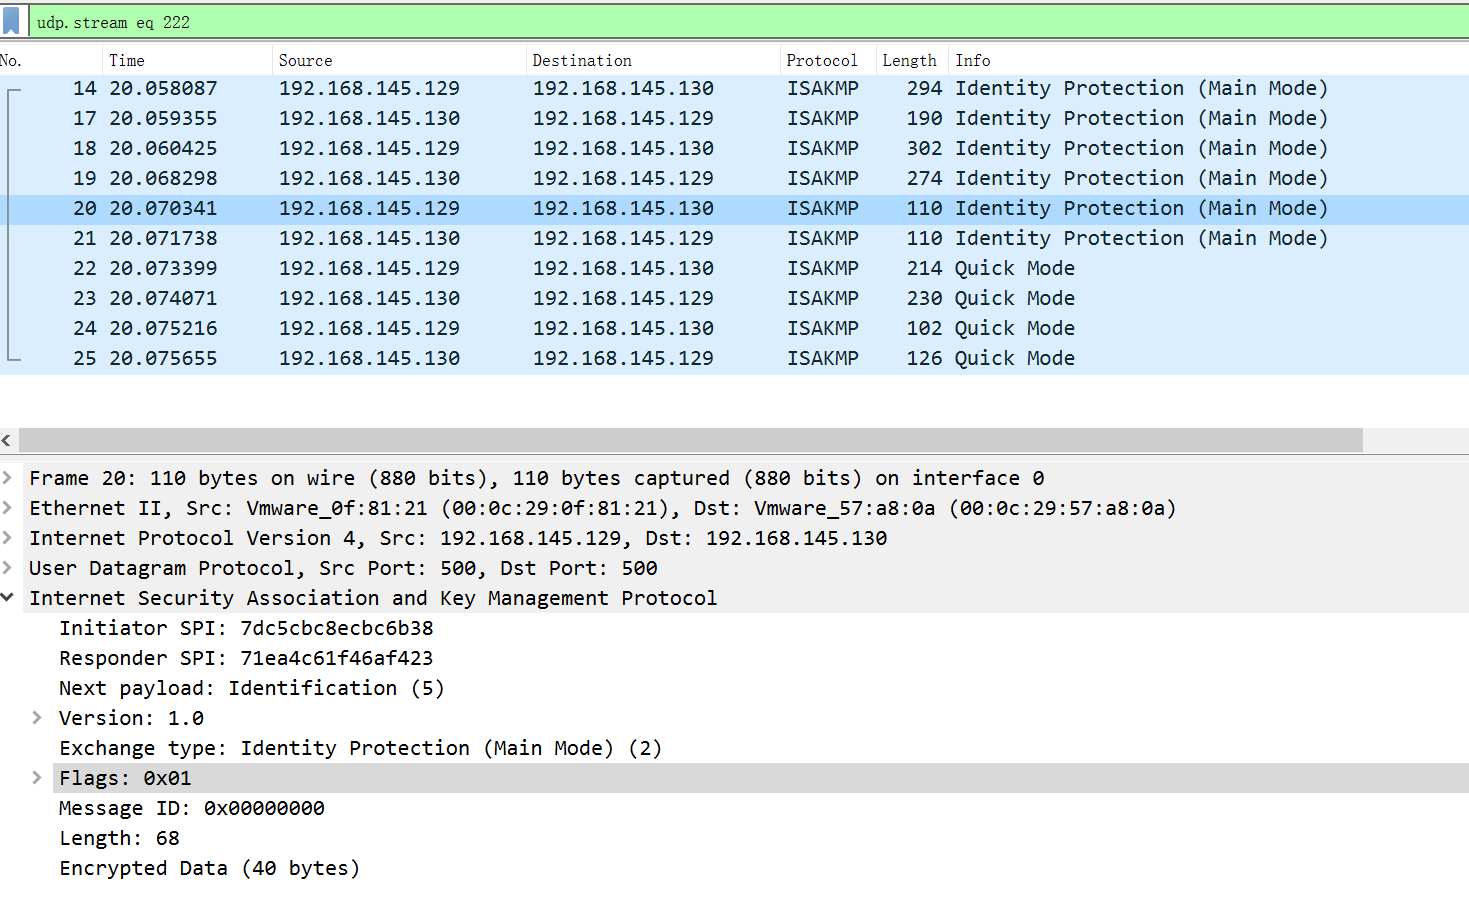 udp.stream eq 222
No. Time Source Destination Protocol Length Info
14 20.058087 192.168.145.129 192.168.145.130 ISAKMP 294 Identity Protection (Main Mode)
17 20.059355 192.168.145.130 192.168.145.129 ISAKMP 190 Identity Protection (Main Mode)
18 20.060425 192.168.145.129 192.168.145.130 ISAKMP 302 Identity Protection (Main Mode)
19 20.068298 192.168.145.130 192.168.145.129 ISAKMP 274 Identity Protection (Main Mode)
20 20.070341 192.168.145.129 192.168.145.130 ISAKMP 110 Identity Protection (Main Mode)
21 20.071738 192.168.145.130 192.168.145.129 ISAKMP 110 Identity Protection (Main Mode)
22 20.073399 192.168.145.129 192.168.145.130 ISAKMP 214 Quick Mode
23 20.074071 192.168.145.130 192.168.145.129 ISAKMP 230 Quick Mode
24 20.075216 192.168.145.129 192.168.145.130 ISAKMP 102 Quick Mode
25 20.075655 192.168.145.130 192.168.145.129 ISAKMP 126 Quick Mode
Frame 20: 110 bytes on wire (880 bits), 110 bytes captured (880 bits) on interface 0
Ethernet II, Src: Vmware_0f:81:21 (00:0c:29:0f:81:21), Dst: Vmware_57:a8:0a (00:0c:29:57:a8:0a)
Internet Protocol Version 4, Src: 192.168.145.129, Dst: 192.168.145.130
User Datagram Protocol, Src Port: 500, Dst Port: 500
Internet Security Association and Key Management Protocol
Initiator SPI: 7dc5cbc8ecbc6b38
Responder SPI: 71ea4c61f46af423
Next payload: Identification (5)
Version: 1.0
Exchange type: Identity Protection (Main Mode) (2)
Flags: 0x01
Message ID: 0x00000000
Length: 68
Encrypted Data (40 bytes)